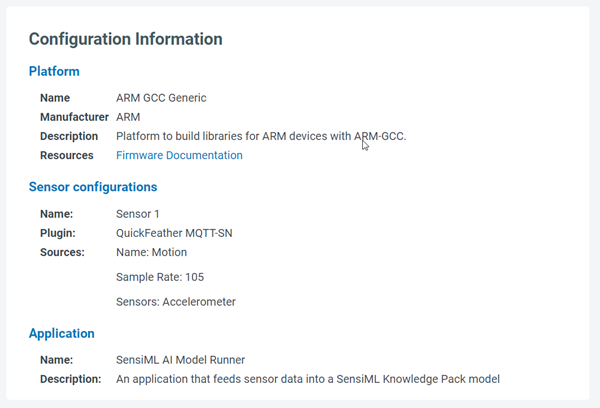 Configuration Information
Platform
Name ARM GCC Generic
Manufacturer ARM
Description Platform to build libraries for ARM devices with ARM-GCC.
Resources Firmware Documentation
Sensor configurations
Name: Sensor 1
Plugin: QuickFeather MQTT-SN
Sources: Name: Motion
Sample Rate: 105
Sensors: Accelerometer
Application
Name: SensiML AI Model Runner
Description: An application that feeds sensor data into a SensiML Knowledge Pack model